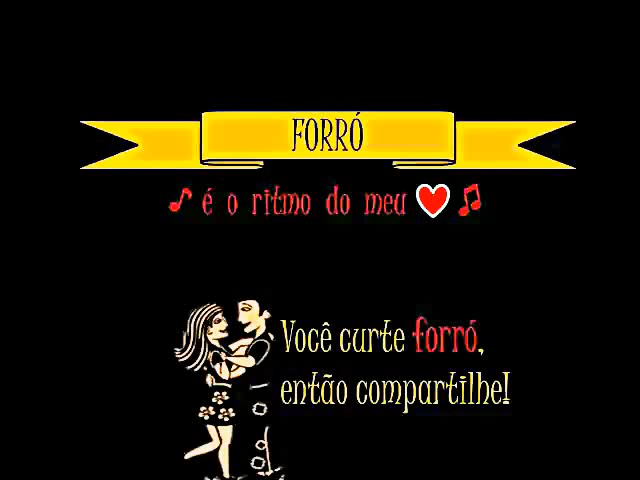 FORRÓ
♪ é o ritmo do meu ❤ ♫
Você curte forró,
então compartilhe!